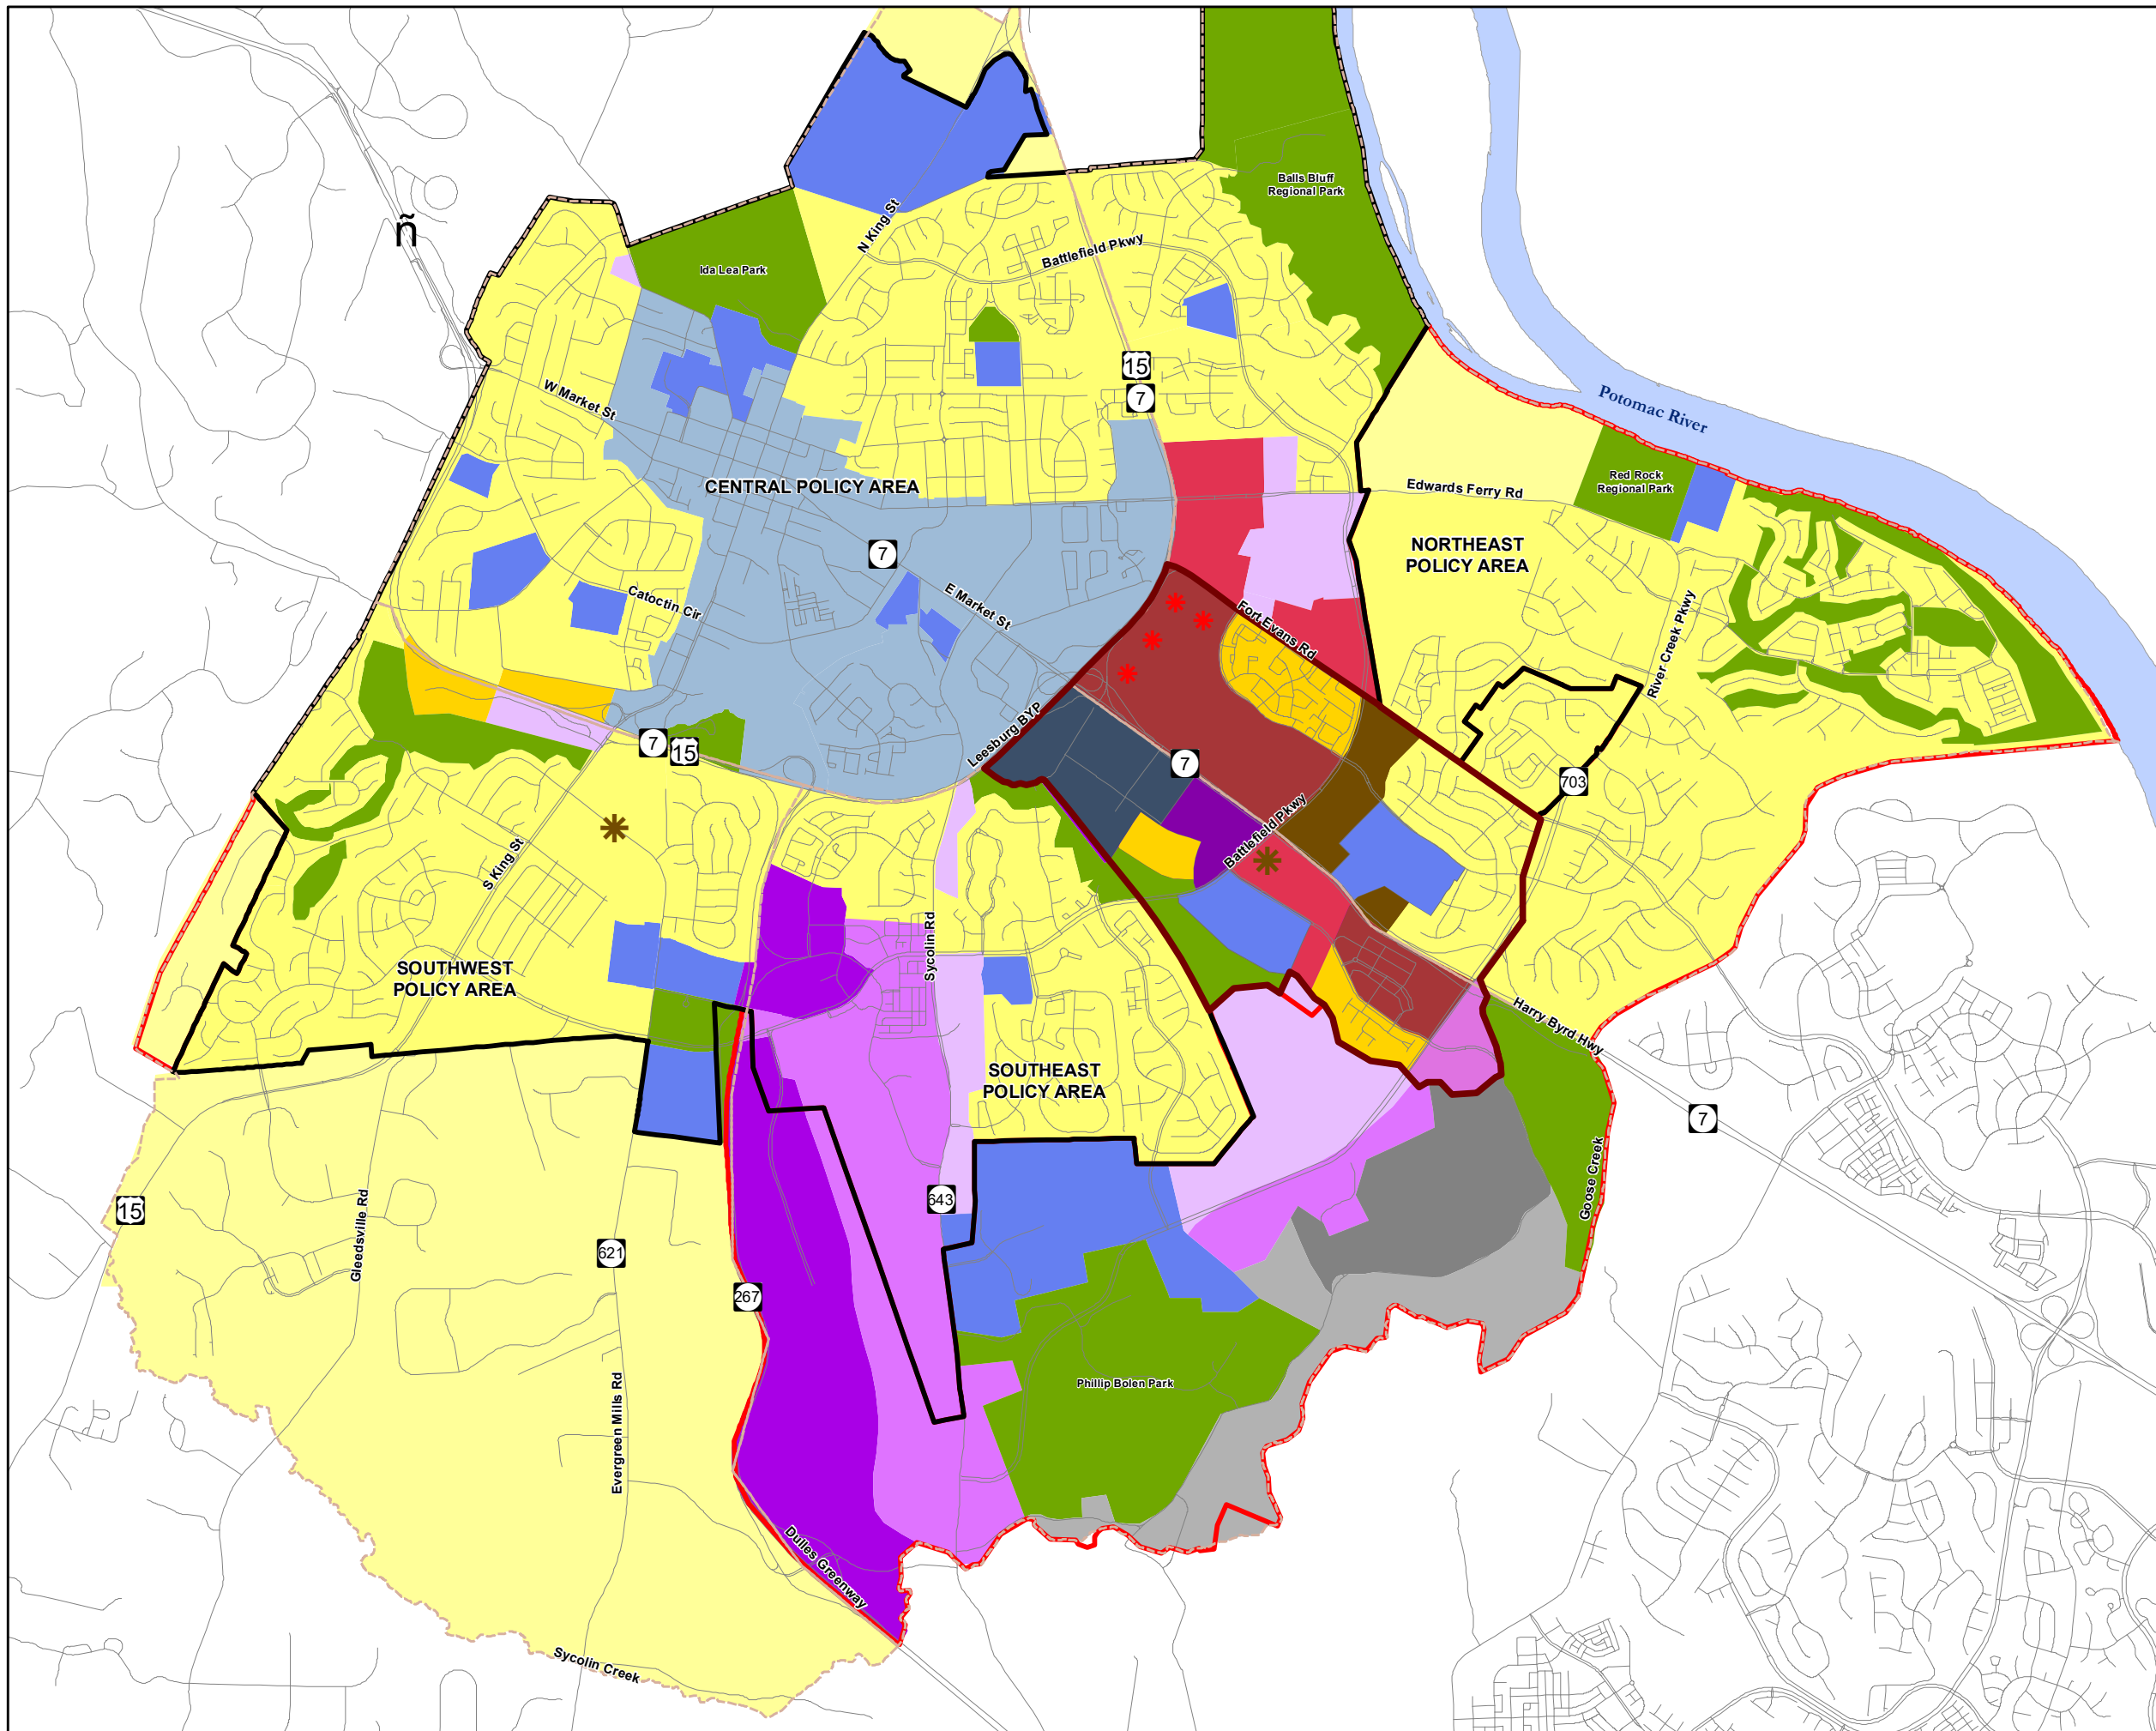 Balls Bluff
Regional Park
ñ
N King St
Battlefield Pkwy
Ida Lea Park
15
7
W Market St
Potomac River
CENTRAL POLICY AREA
Edwards Ferry Rd
Red Rock
Regional Park
7
NORTHEAST
POLICY AREA
Catoctin Cir
E Market St
Fort Evans Rd
River Creek Pkwy
Leesburg BYP
7
15
7
703
Battlefield Pkwy
S King St
Sycolin Rd
SOUTHWEST
POLICY AREA
Harry Byrd Hwy
SOUTHEAST
POLICY AREA
7
Goose Creek
15
Gleedsville Rd
643
621
267
Phillip Bolen Park
Evergreen Mills Rd
Dulles Greenway
Sycolin Creek